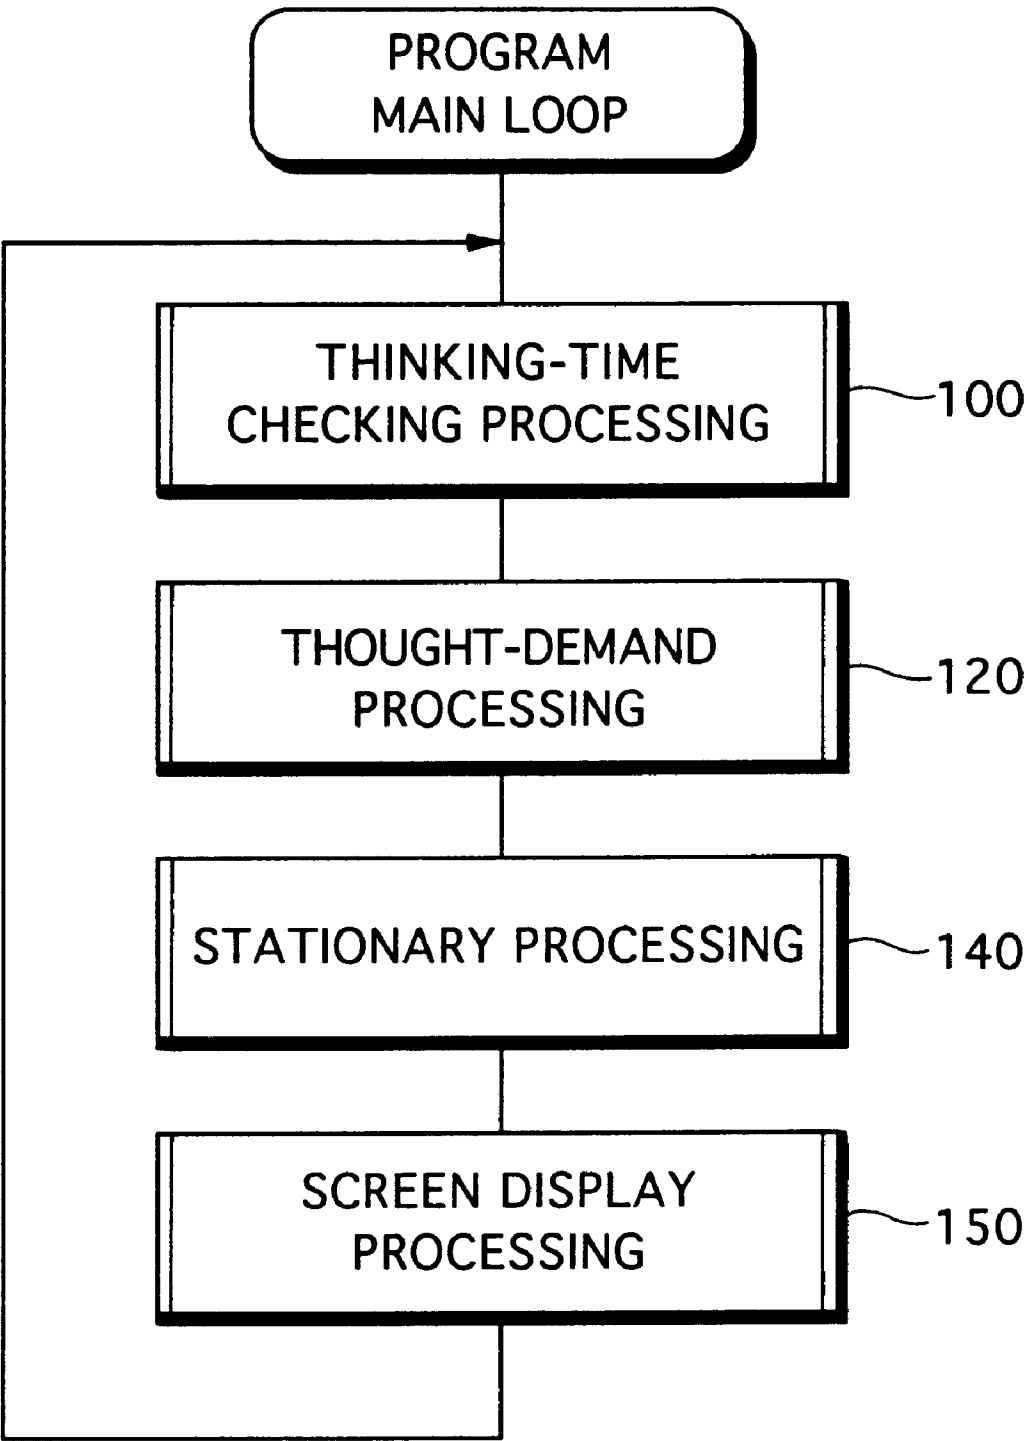 PROGRAM
MAIN LOOP
THINKING-TIME
CHECKING PROCESSING
100
THOUGHT-DEMAND
PROCESSING
120
STATIONARY PROCESSING
140
SCREEN DISPLAY
PROCESSING
150